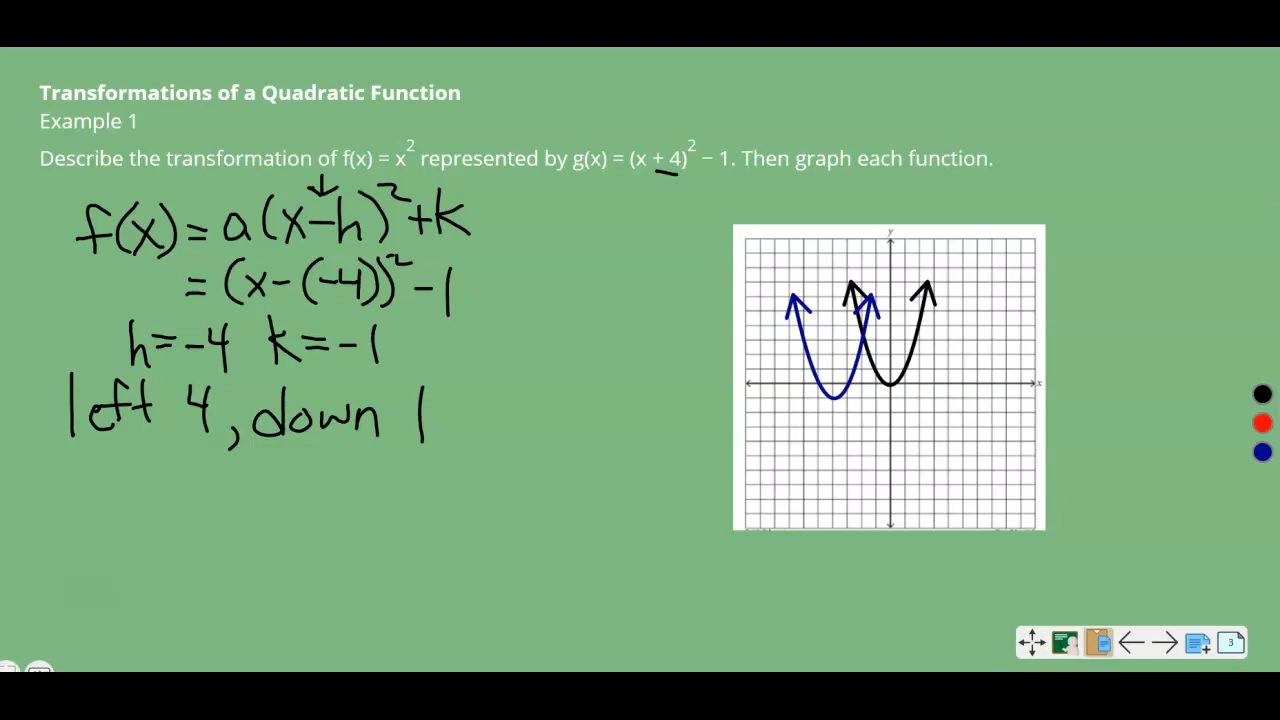 Transformations of a Quadratic Function
Example 1
Describe the transformation of f(x) = x² represented by g(x) = (x + 4)² − 1. Then graph each function.
f(x) = a(x-h)²+k
= (x-(-4))² -1
h=-4 k=-1
left 4, down 1
y
x
3